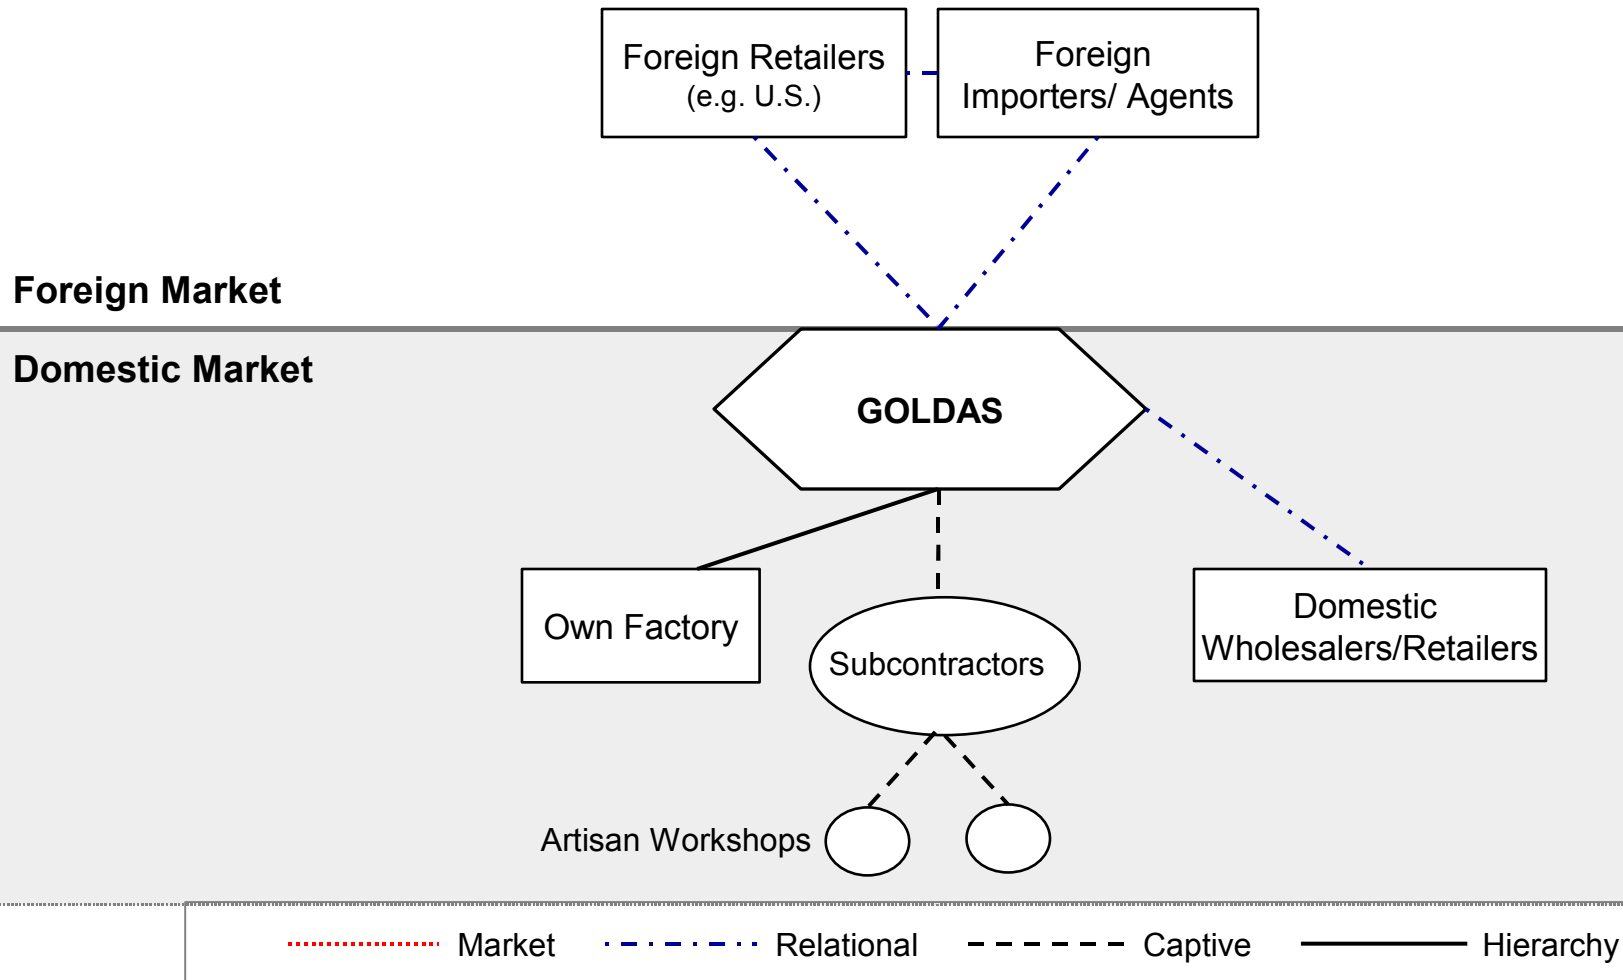 Foreign Retailers
(e.g. U.S.)
Foreign
Importers/ Agents
Foreign Market
Domestic Market
GOLDAS
Own Factory
Subcontractors
Domestic
Wholesalers/Retailers
Artisan Workshops
Market
Relational
Captive
Hierarchy